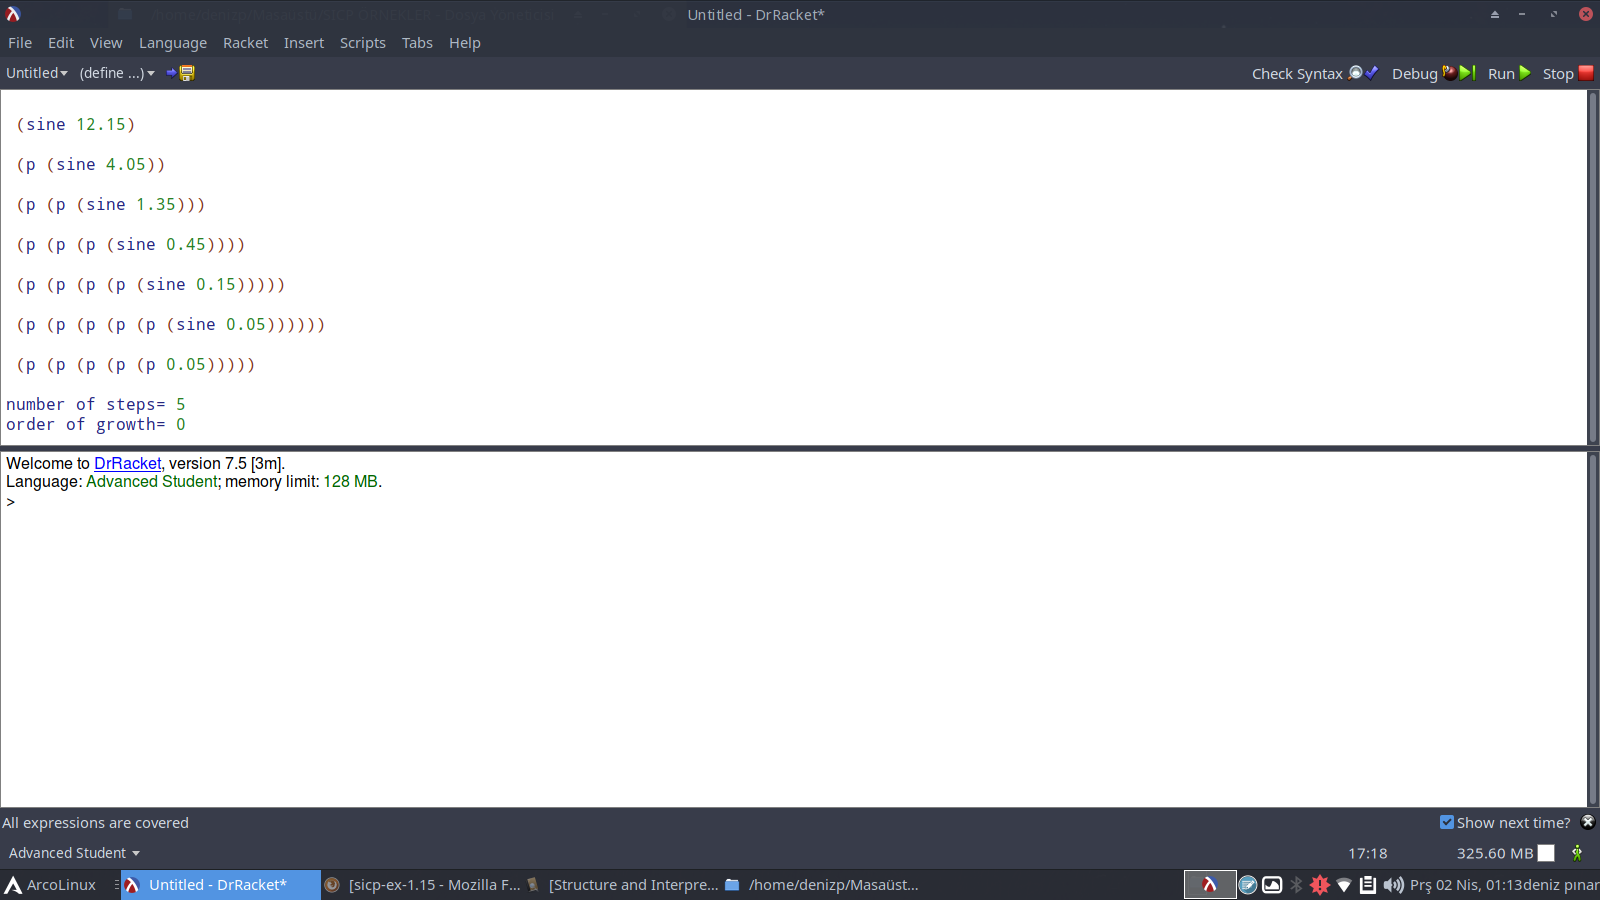 Untitled - DrRacket*
File Edit View Language Racket Insert Scripts Tabs Help
Untitled (define ...) Check Syntax Debug Run Stop
(sine 12.15)
(p (sine 4.05))
(p (p (sine 1.35)))
(p (p (p (sine 0.45))))
(p (p (p (p (sine 0.15)))))
(p (p (p (p (p (sine 0.05))))))
(p (p (p (p (p 0.05)))))
number of steps= 5
order of growth= 0
Welcome to DrRacket, version 7.5 [3m].
Language: Advanced Student; memory limit: 128 MB.
>
All expressions are covered Show next time?
Advanced Student 17:18 325.60 MB
ArcoLinux Untitled - DrRacket* [sicp-ex-1.15 - Mozilla F... [Structure and Interpre... /home/denizp/Masaüst... Prş 02 Nis, 01:13 deniz pınar